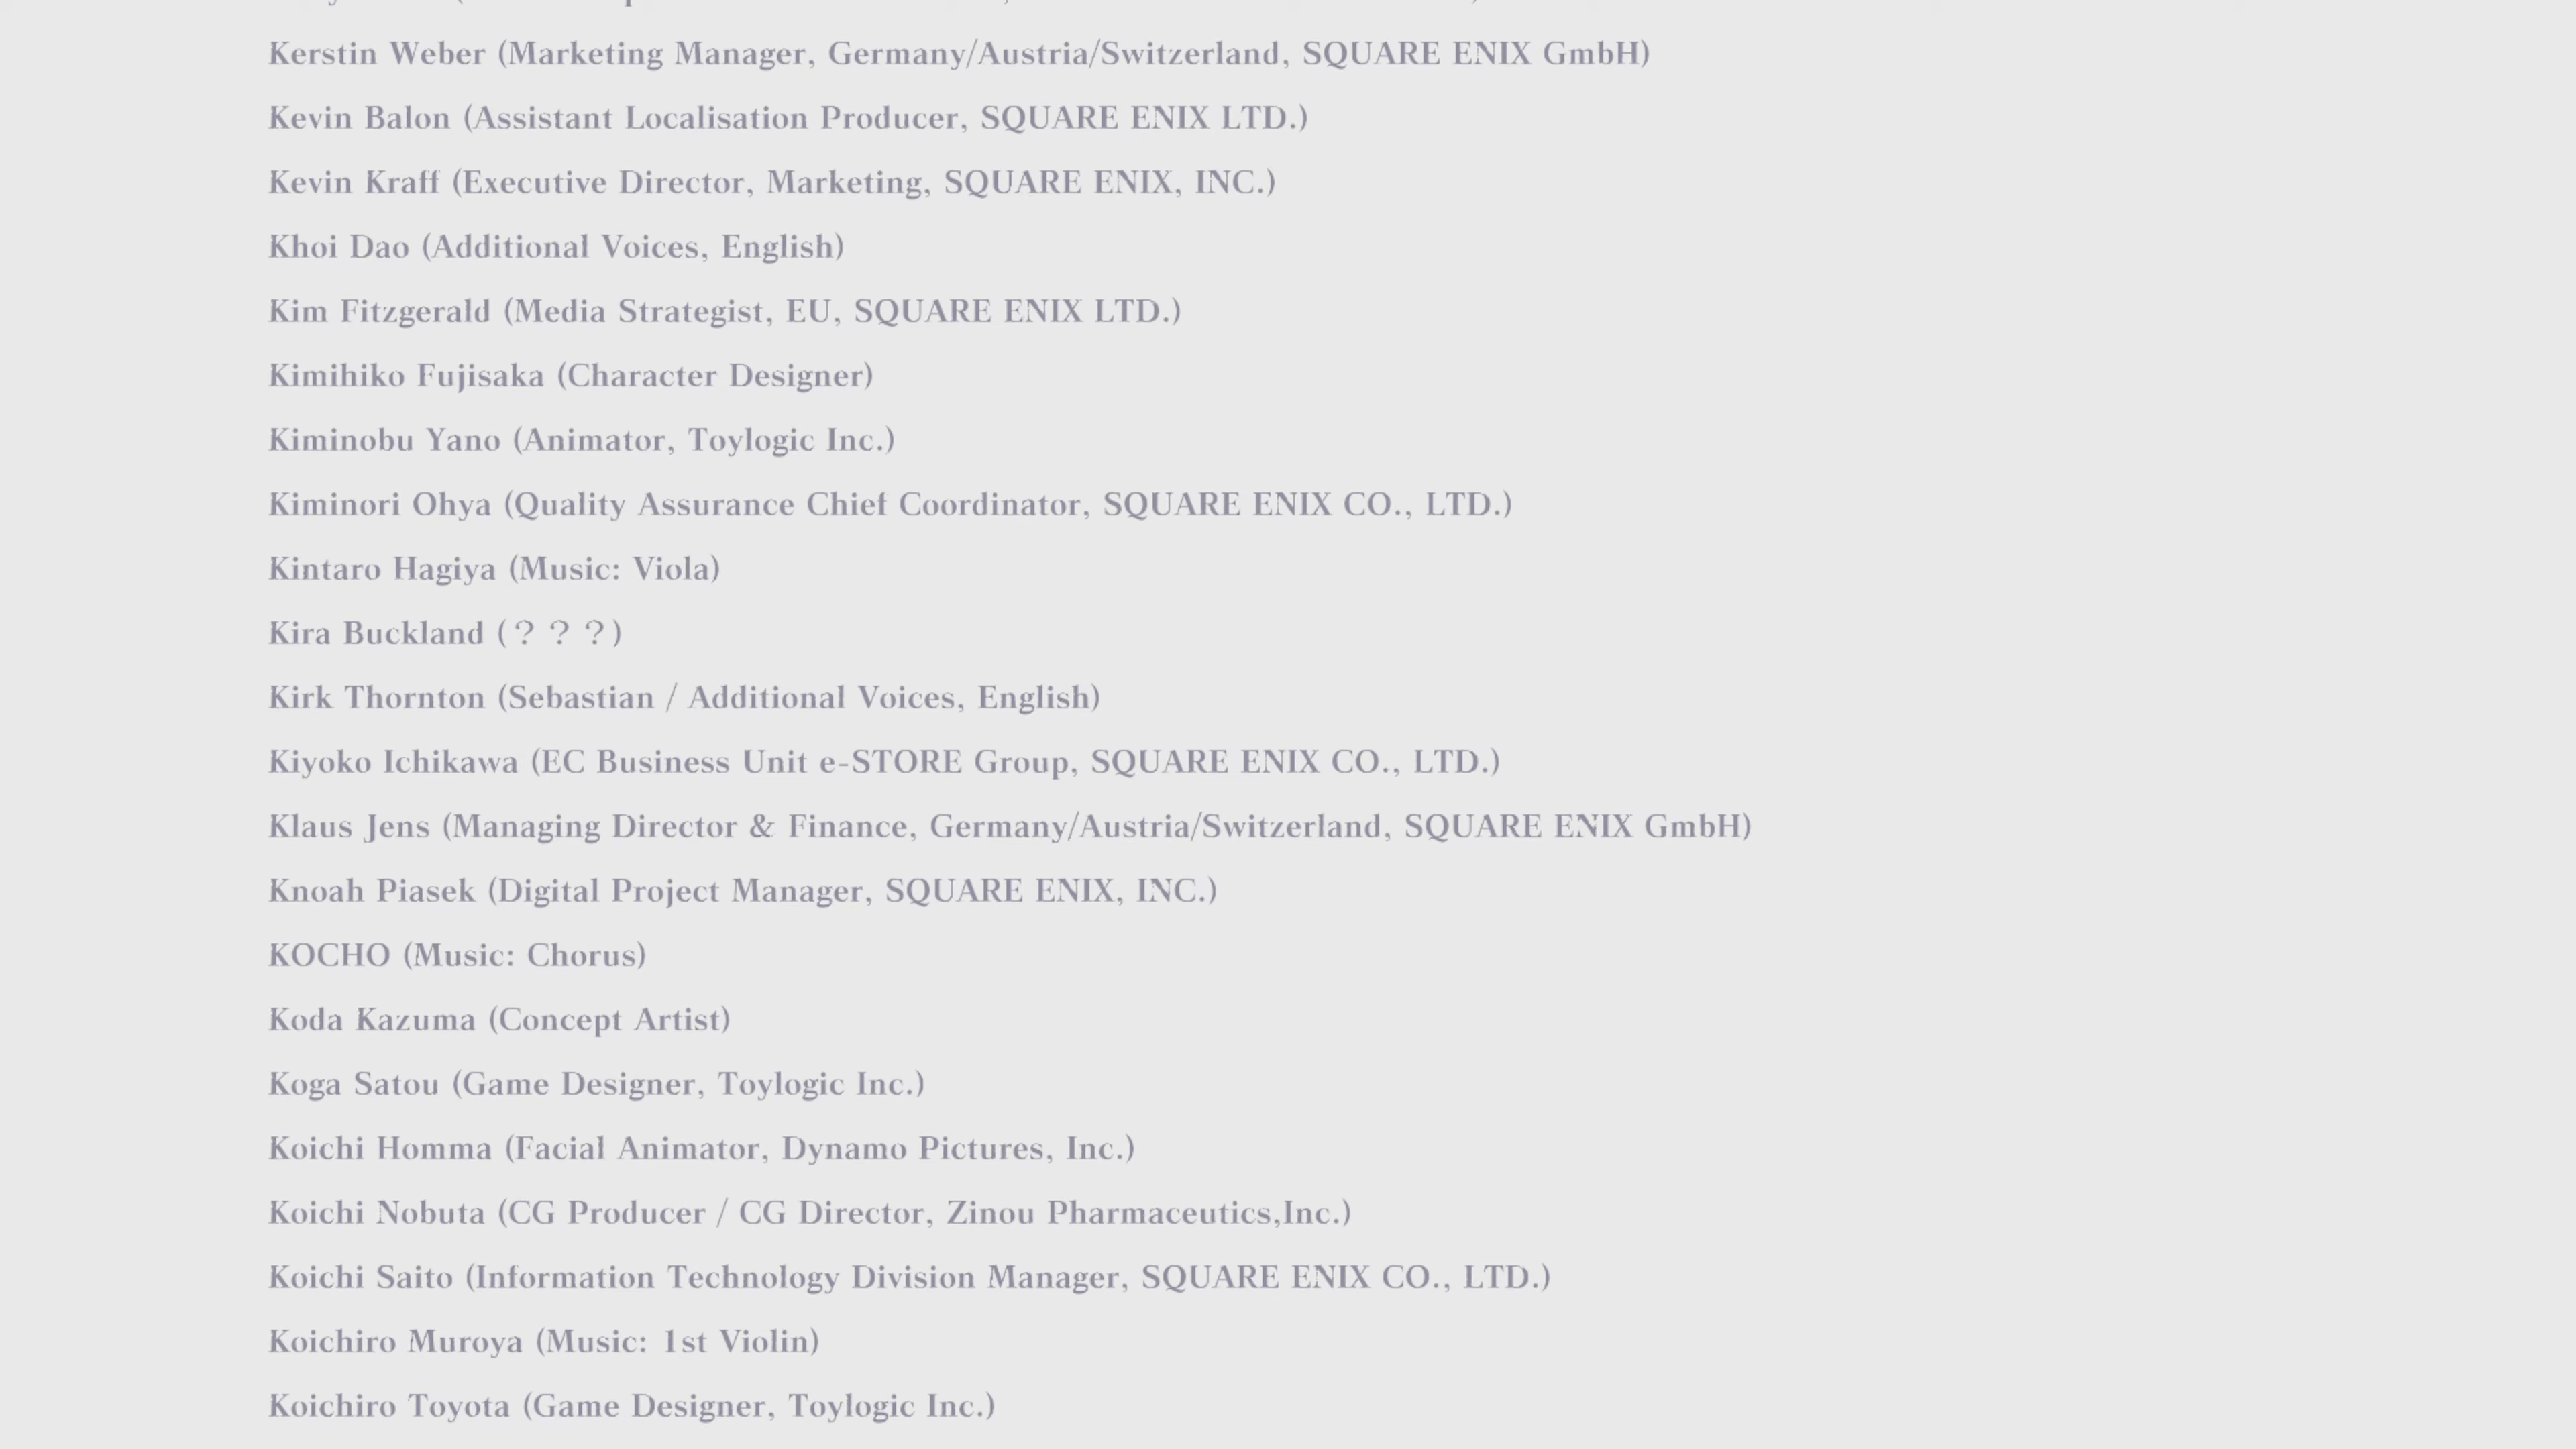 Kerstin Weber (Marketing Manager, Germany/Austria/Switzerland, SQUARE ENIX GmbH)
Kevin Balon (Assistant Localisation Producer, SQUARE ENIX LTD.)
Kevin Kraff (Executive Director, Marketing, SQUARE ENIX, INC.)
Khoi Dao (Additional Voices, English)
Kim Fitzgerald (Media Strategist, EU, SQUARE ENIX LTD.)
Kimihiko Fujisaka (Character Designer)
Kiminobu Yano (Animator, Toylogic Inc.)
Kiminori Ohya (Quality Assurance Chief Coordinator, SQUARE ENIX CO., LTD.)
Kintaro Hagiya (Music: Viola)
Kira Buckland (？？？)
Kirk Thornton (Sebastian / Additional Voices, English)
Kiyoko Ichikawa (EC Business Unit e-STORE Group, SQUARE ENIX CO., LTD.)
Klaus Jens (Managing Director & Finance, Germany/Austria/Switzerland, SQUARE ENIX GmbH)
Knoah Piasek (Digital Project Manager, SQUARE ENIX, INC.)
KOCHO (Music: Chorus)
Koda Kazuma (Concept Artist)
Koga Satou (Game Designer, Toylogic Inc.)
Koichi Homma (Facial Animator, Dynamo Pictures, Inc.)
Koichi Nobuta (CG Producer / CG Director, Zinou Pharmaceutics,Inc.)
Koichi Saito (Information Technology Division Manager, SQUARE ENIX CO., LTD.)
Koichiro Muroya (Music: 1st Violin)
Koichiro Toyota (Game Designer, Toylogic Inc.)